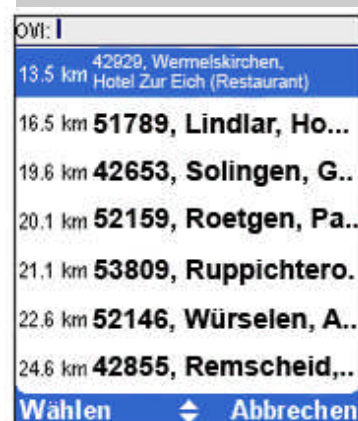 OVI:
13.5 km 42929, Wermelskirchen,
Hotel Zur Eich (Restaurant)
16.5 km 51789, Lindlar, Ho...
19.6 km 42653, Solingen, G..
20.1 km 52159, Roetgen, Pa..
21.1 km 53809, Ruppichtero.
22.6 km 52146, Würselen, A..
24.6 km 42855, Remscheid,..
Wählen Abbrechen